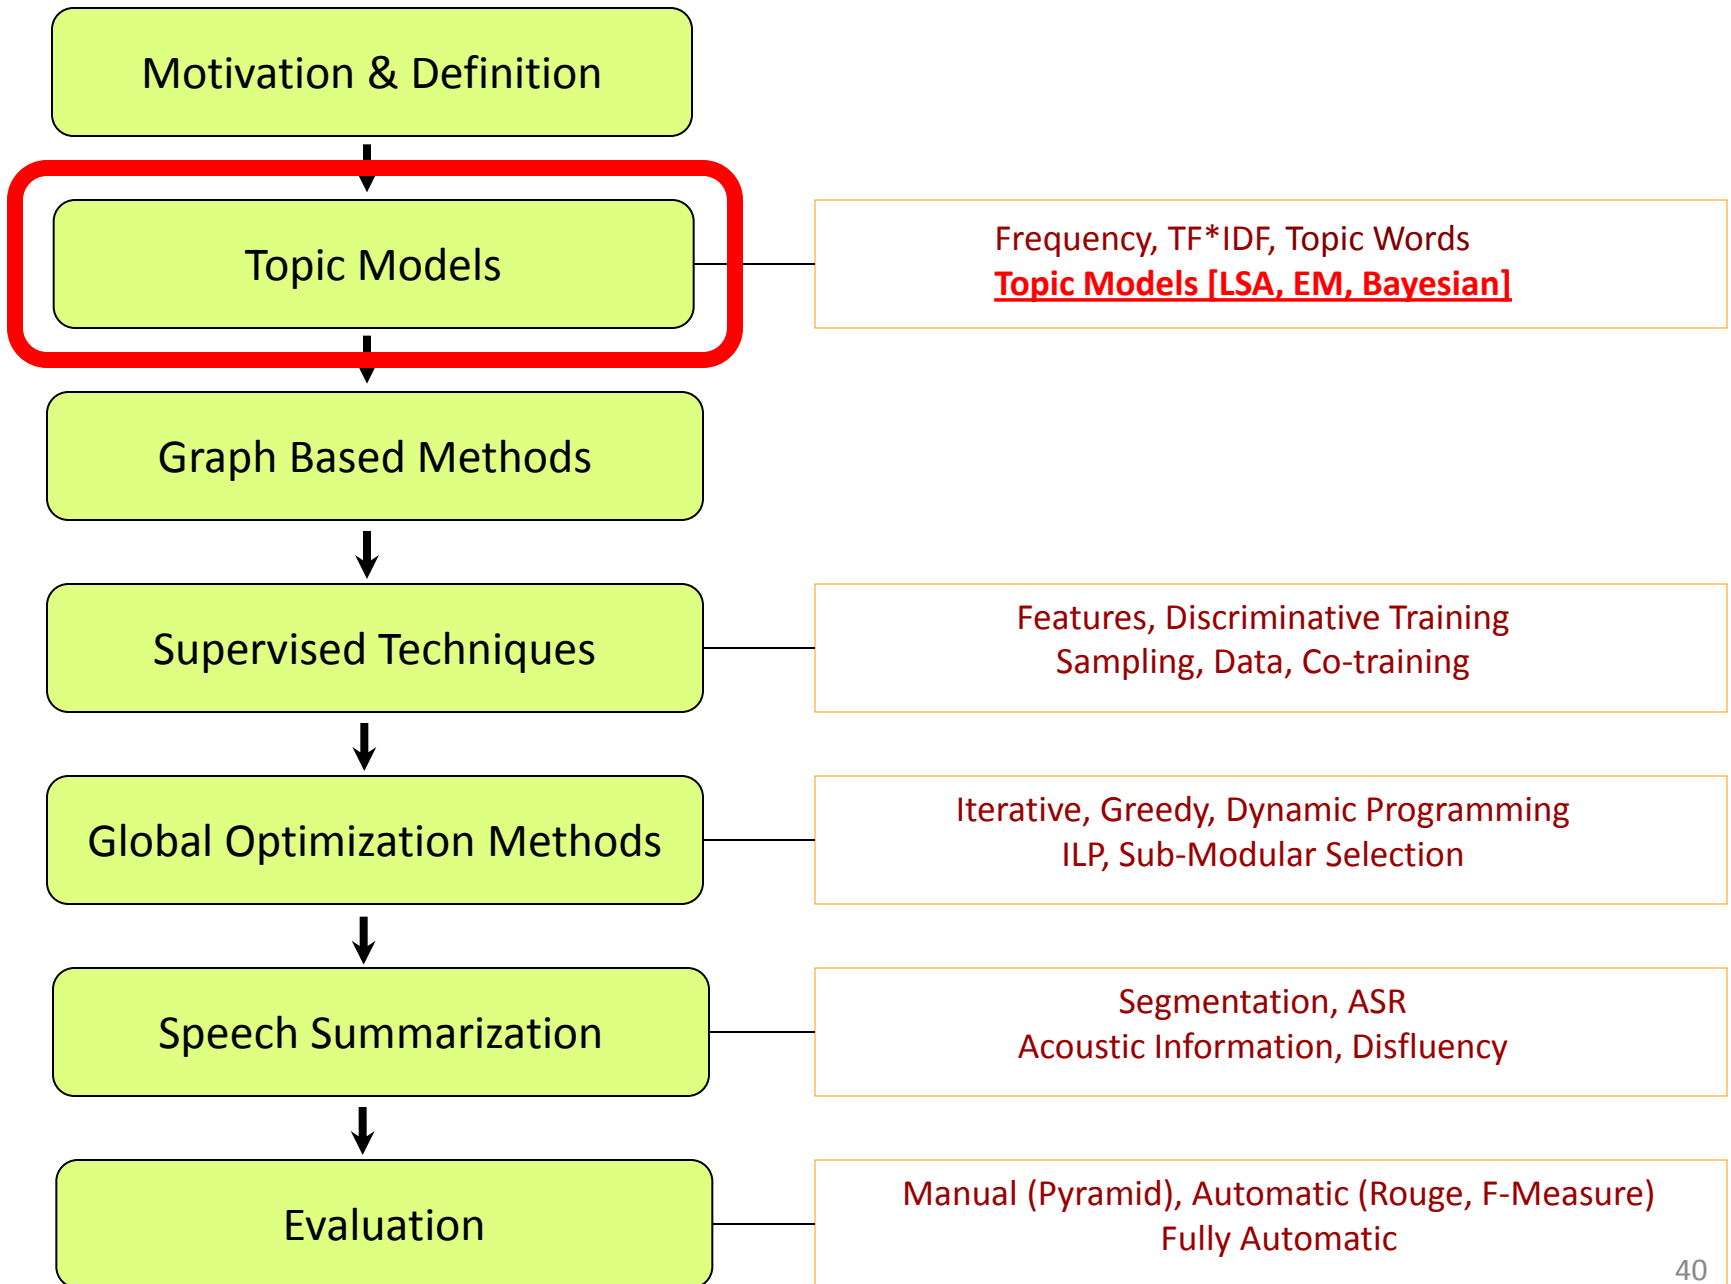 Motivation & Definition
Topic Models
Frequency, TF*IDF, Topic Words
Topic Models [LSA, EM, Bayesian]
Graph Based Methods
Supervised Techniques
Features, Discriminative Training
Sampling, Data, Co-training
Global Optimization Methods
Iterative, Greedy, Dynamic Programming
ILP, Sub-Modular Selection
Speech Summarization
Segmentation, ASR
Acoustic Information, Disfluency
Evaluation
Manual (Pyramid), Automatic (Rouge, F-Measure)
Fully Automatic
40